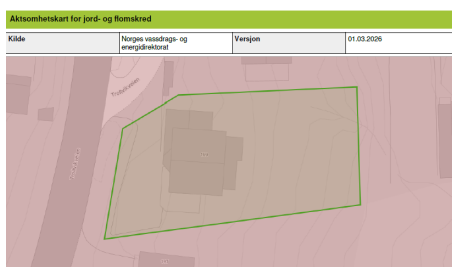 Aktsomhetskart for jord- og flomskred
Kilde
Norges vassdrags- og
energidirektorat
Versjon
01.03.2026